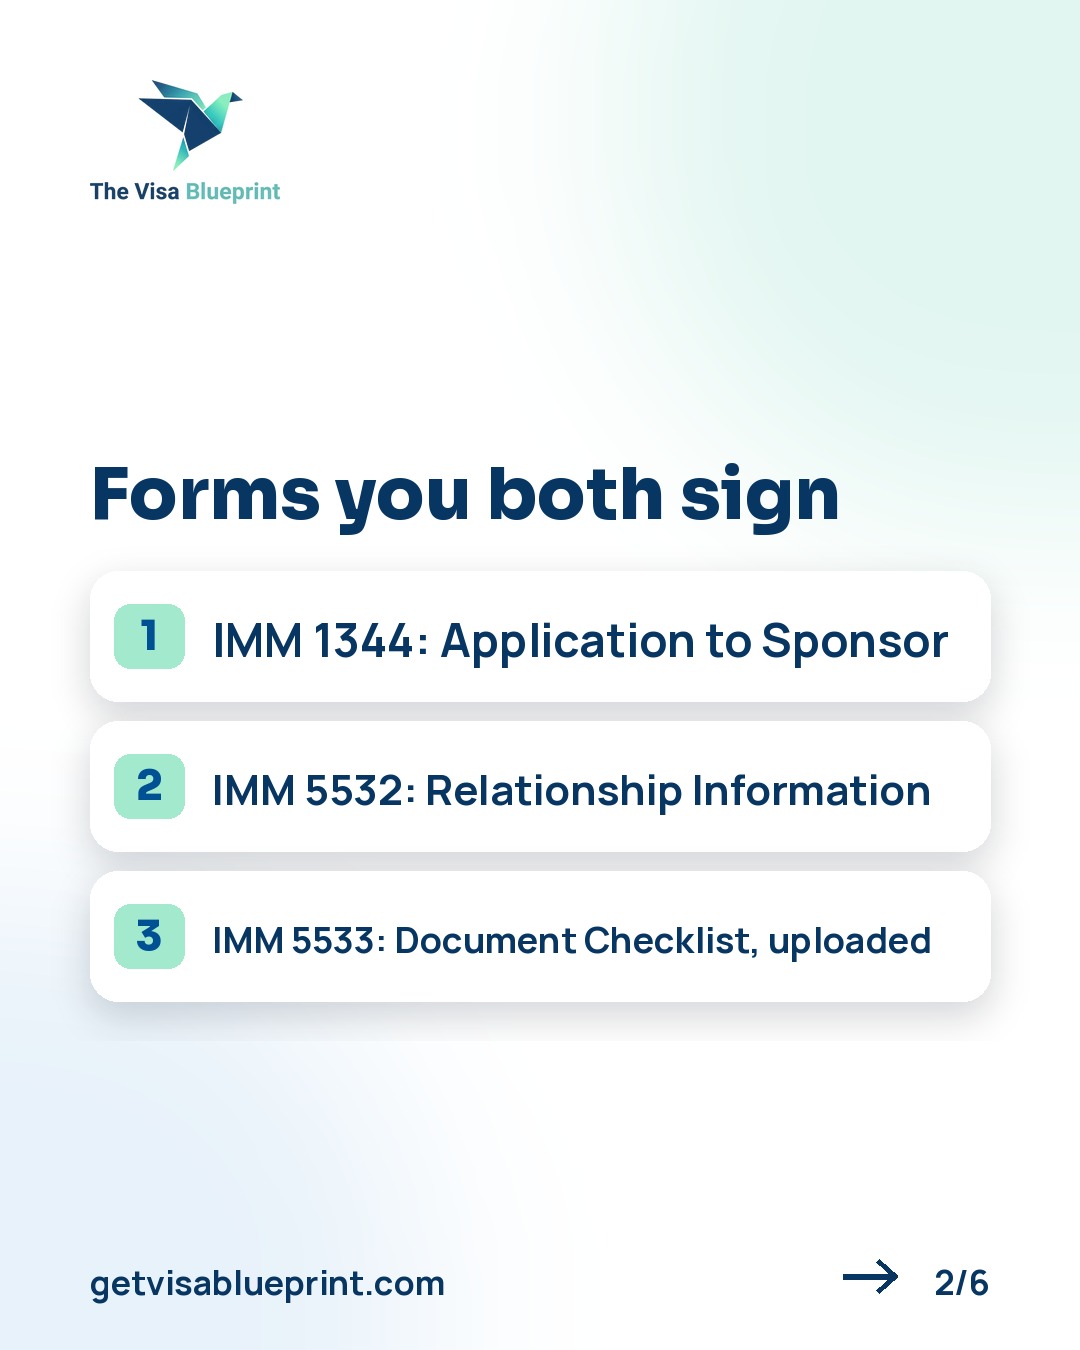 The Visa Blueprint
Forms you both sign
1 IMM 1344: Application to Sponsor
2 IMM 5532: Relationship Information
3 IMM 5533: Document Checklist, uploaded
getvisablueprint.com → 2/6